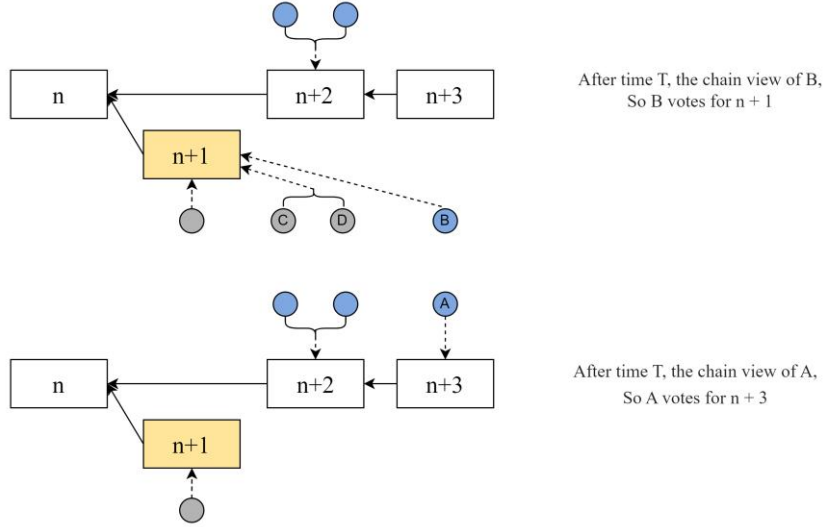 n
n+2
n+3
After time T, the chain view of B,
So B votes for n + 1
n+1
C
D
B
A
n
n+2
n+3
After time T, the chain view of A,
So A votes for n + 3
n+1